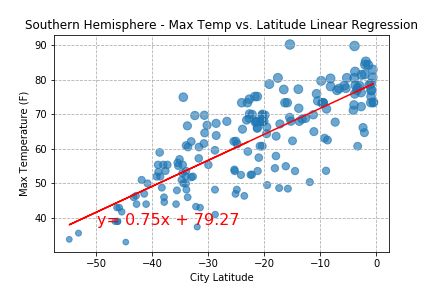 Southern Hemisphere - Max Temp vs. Latitude Linear Regression
90
80
70
60
50
40
Max Temperature (F)
y= 0.75x + 79.27
−50 −40 −30 −20 −10 0
City Latitude